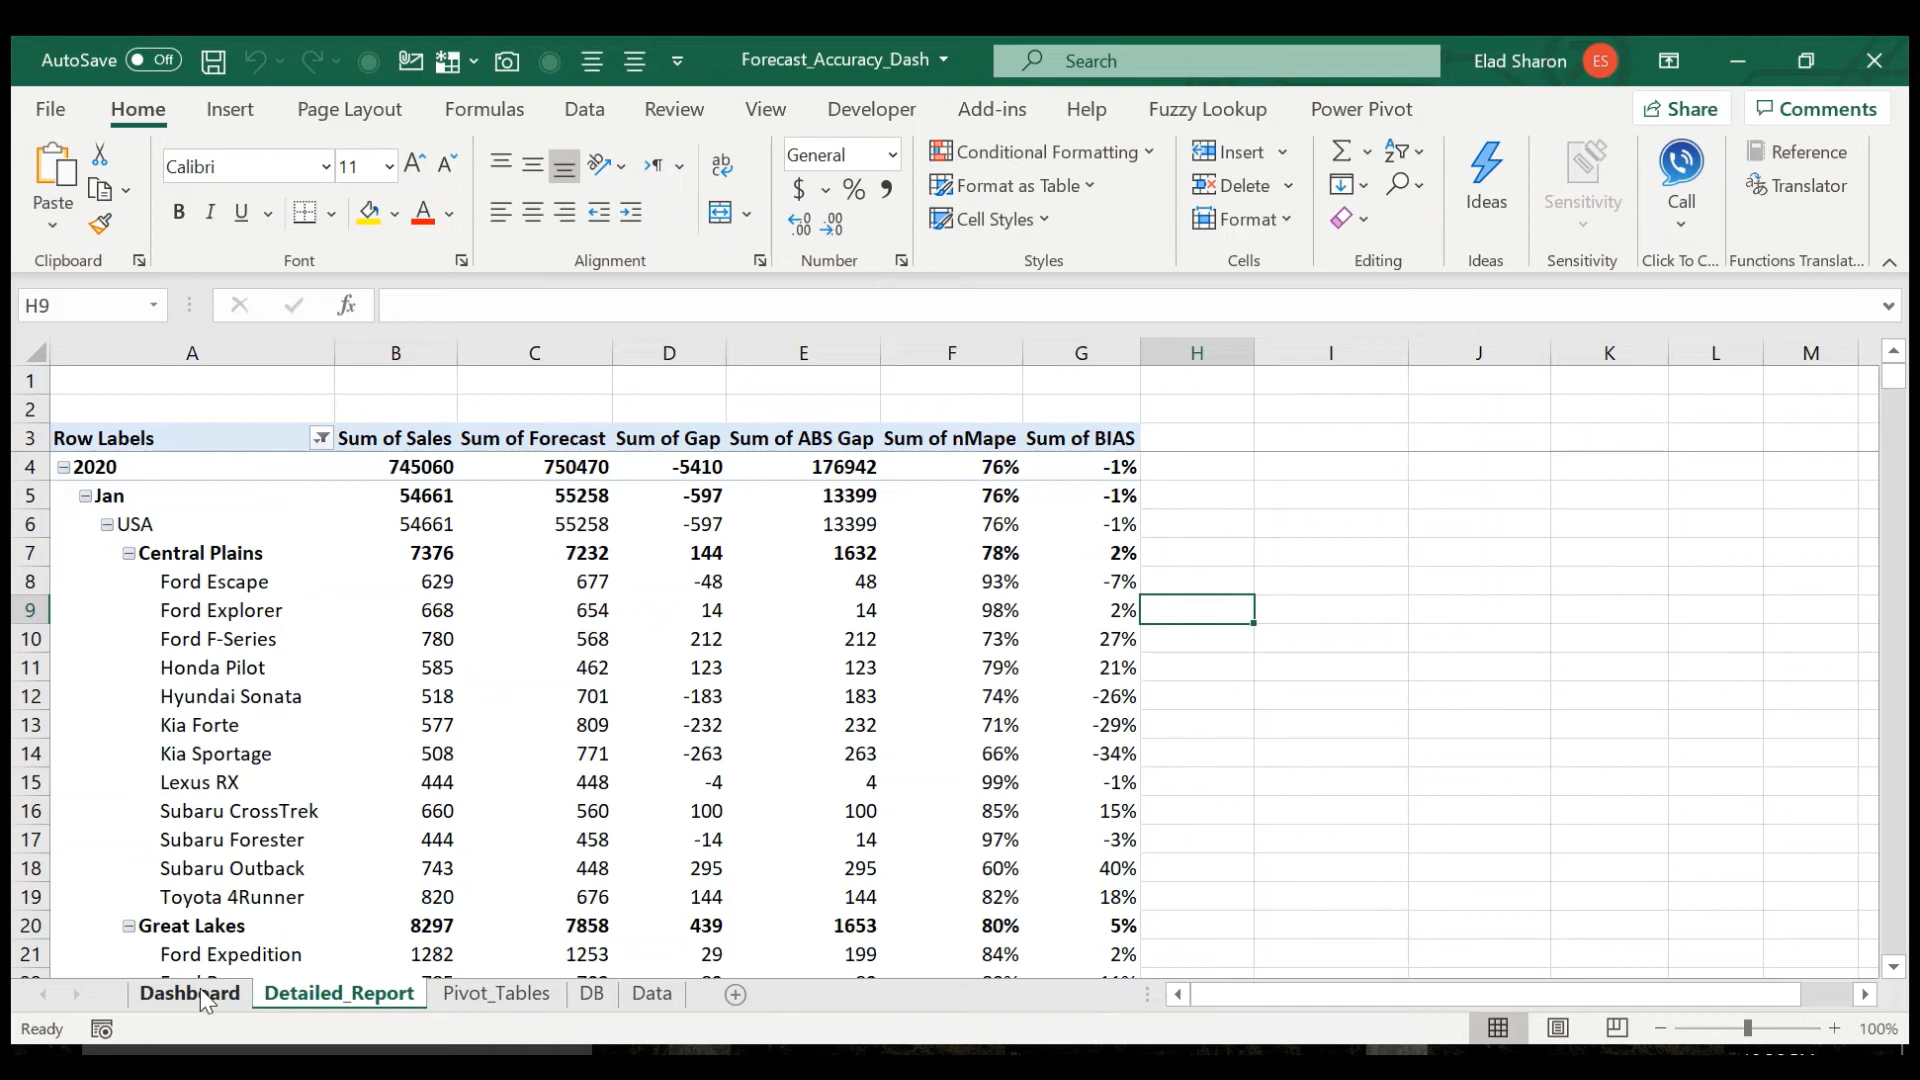 AutoSave Off Forecast_Accuracy_Dash Search Elad Sharon ES
File Home Insert Page Layout Formulas Data Review View Developer Add-ins Help Fuzzy Lookup Power Pivot Share Comments
Paste
Clipboard
Calibri 11
B I U A
Font
ab
Alignment
General
$ %
Number
Conditional Formatting
Format as Table
Cell Styles
Styles
Insert
Delete
Format
Cells
Editing
Ideas
Ideas
Sensitivity
Sensitivity
Call
Click To C...
Reference
Translator
Functions Translat...
H9 fx
A B C D E F G H I J K L M
1
2
3 Row Labels Sum of Sales Sum of Forecast Sum of Gap Sum of ABS Gap Sum of nMape Sum of BIAS
4 2020 745060 750470 -5410 176942 76% -1%
5 Jan 54661 55258 -597 13399 76% -1%
6 USA 54661 55258 -597 13399 76% -1%
7 Central Plains 7376 7232 144 1632 78% 2%
8 Ford Escape 629 677 -48 48 93% -7%
9 Ford Explorer 668 654 14 14 98% 2%
10 Ford F-Series 780 568 212 212 73% 27%
11 Honda Pilot 585 462 123 123 79% 21%
12 Hyundai Sonata 518 701 -183 183 74% -26%
13 Kia Forte 577 809 -232 232 71% -29%
14 Kia Sportage 508 771 -263 263 66% -34%
15 Lexus RX 444 448 -4 4 99% -1%
16 Subaru CrossTrek 660 560 100 100 85% 15%
17 Subaru Forester 444 458 -14 14 97% -3%
18 Subaru Outback 743 448 295 295 60% 40%
19 Toyota 4Runner 820 676 144 144 82% 18%
20 Great Lakes 8297 7858 439 1653 80% 5%
21 Ford Expedition 1282 1253 29 199 84% 2%
Dashboard Detailed_Report Pivot_Tables DB Data
Ready 100%